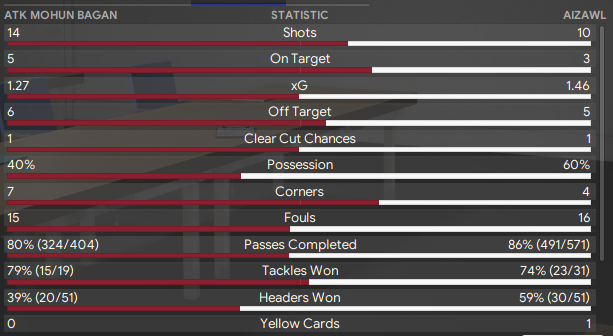 ATK MOHUN BAGAN STATISTIC AIZAWL
14 Shots 10
5 On Target 3
1.27 xG 1.46
6 Off Target 5
1 Clear Cut Chances 1
40% Possession 60%
7 Corners 4
15 Fouls 16
80% (324/404) Passes Completed 86% (491/571)
79% (15/19) Tackles Won 74% (23/31)
39% (20/51) Headers Won 59% (30/51)
0 Yellow Cards 1